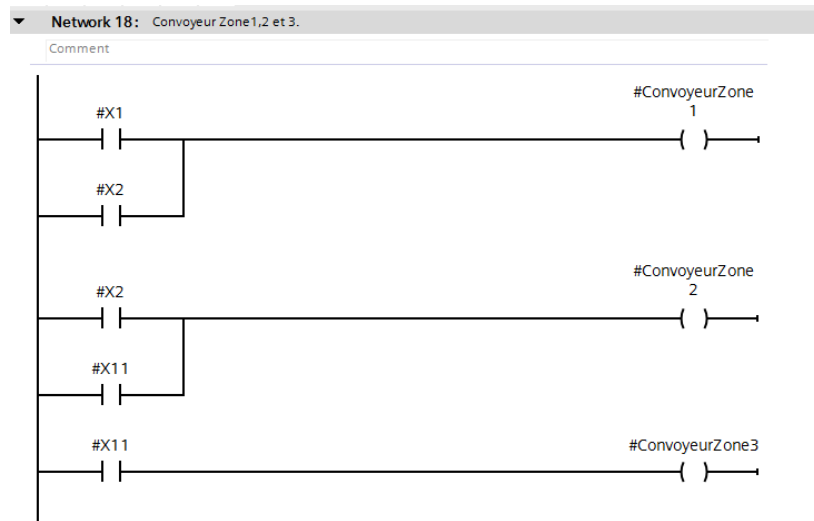 Network 18: Convoyeur Zone1,2 et 3.
Comment
#ConvoyeurZone
1
#X1
#X2
#ConvoyeurZone
2
#X2
#X11
#X11
#ConvoyeurZone3